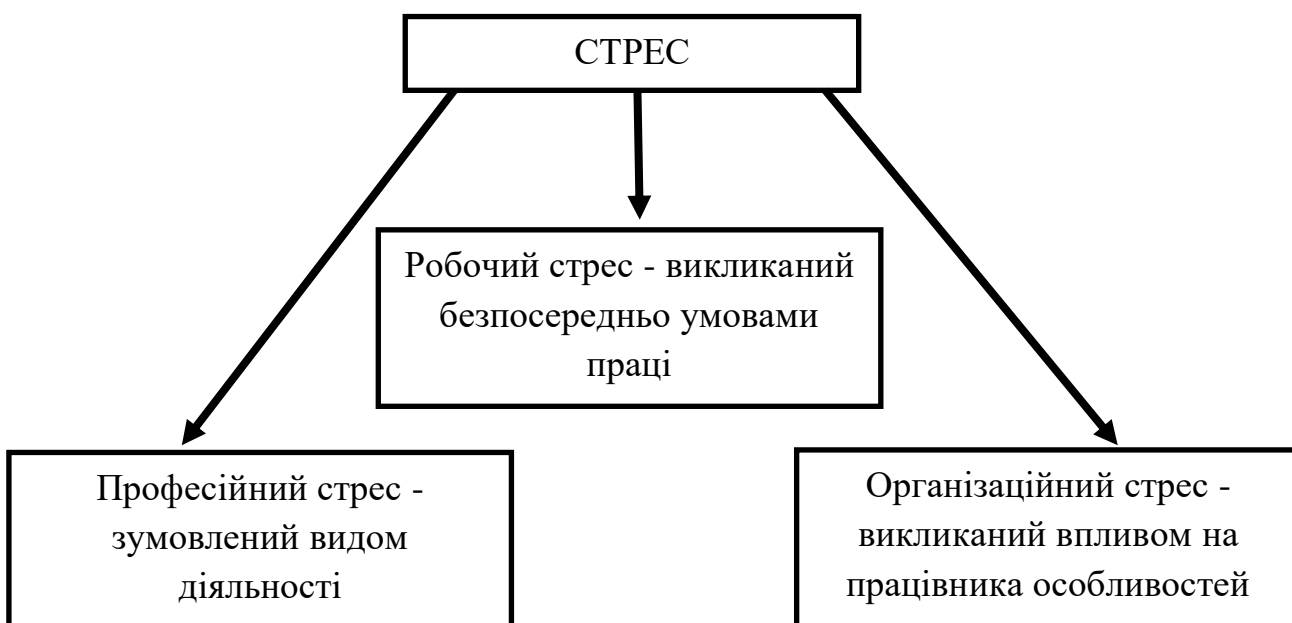 СТРЕС
Робочий стрес - викликаний
безпосередньо умовами
праці
Професійний стрес -
зумовлений видом
діяльності
Організаційний стрес -
викликаний впливом на
працівника особливостей